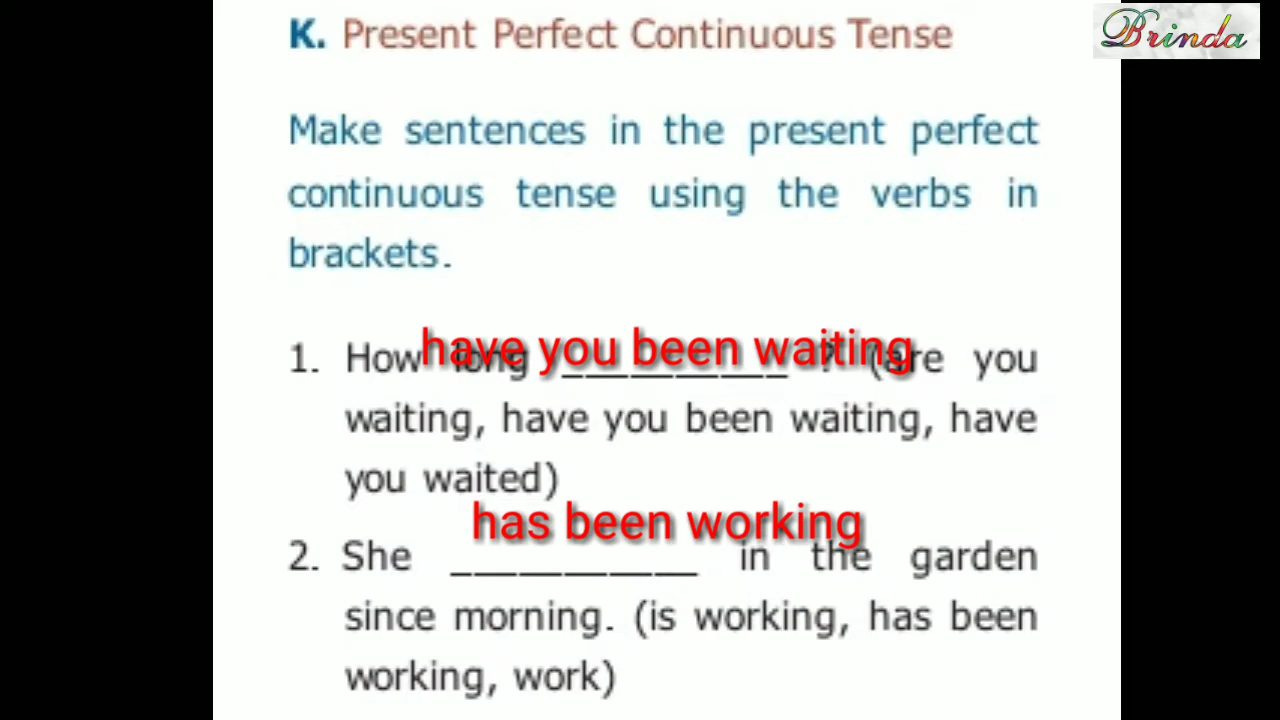 K. Present Perfect Continuous Tense
Brinda
Make sentences in the present perfect
continuous tense using the verbs in
brackets.
have you been waiting
1. How long ___________ ? (are you
waiting, have you been waiting, have
you waited)
has been working
2. She ___________ in the garden
since morning. (is working, has been
working, work)